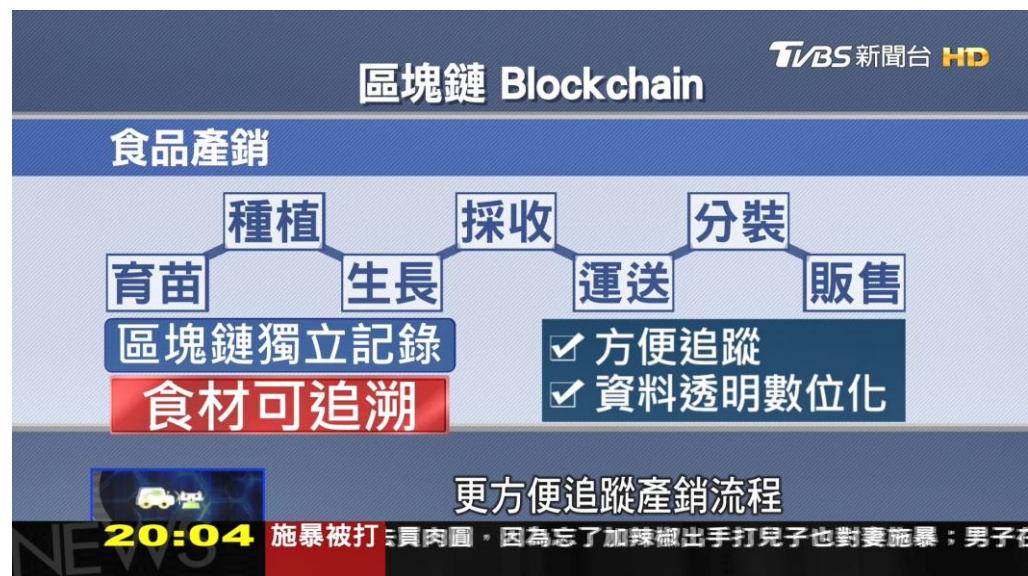 TVBS 新聞台 HD
區塊鏈 Blockchain
食品產銷
種植 採收 分裝
育苗 生長 運送 販售
區塊鏈獨立記錄
食材可追溯
☑ 方便追蹤
☑ 資料透明數位化
更方便追蹤產銷流程
NEWS
20:04 施暴被打 去買肉圓,因為忘了加辣椒出手打兒子也對妻施暴;男子在